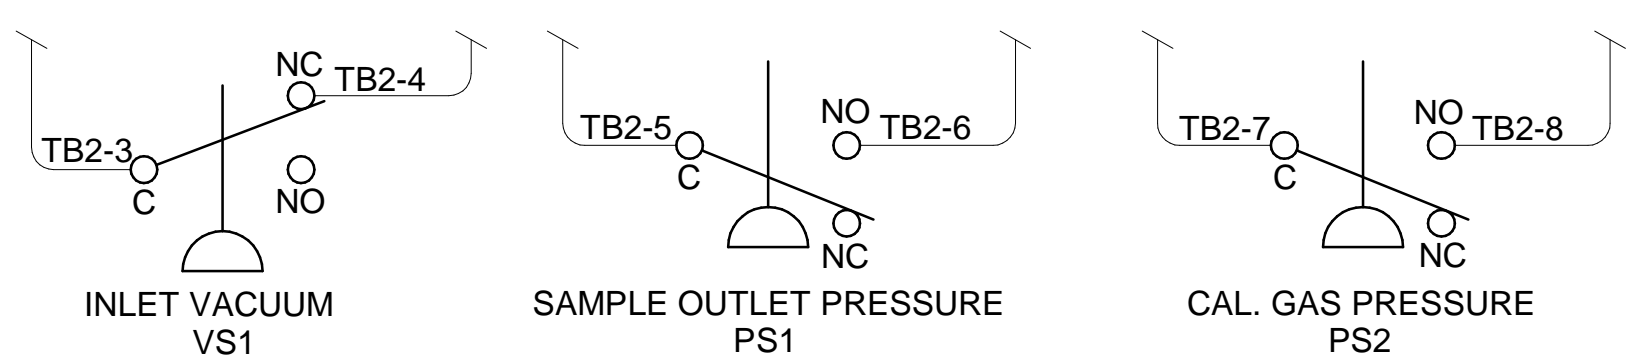 NC
TB2-4
TB2-3
C
NO
INLET VACUUM
VS1
NO
TB2-5
TB2-6
C
NC
SAMPLE OUTLET PRESSURE
PS1
NO
TB2-7
TB2-8
C
NC
CAL. GAS PRESSURE
PS2